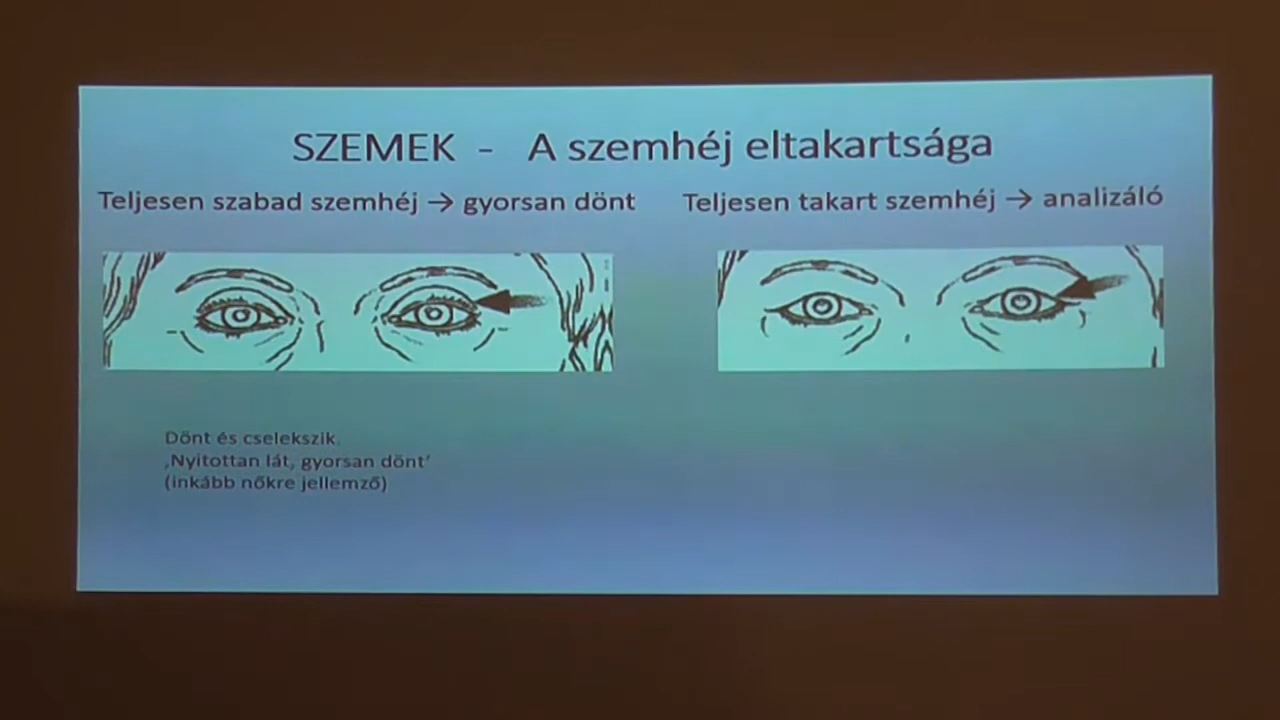 SZEMEK - A szemhéj eltakartsága
Teljesen szabad szemhéj → gyorsan dönt
Teljesen takart szemhéj → analizáló
Dönt és cselekszik.
‚Nyitottan lát, gyorsan dönt’
(inkább nőkre jellemző)